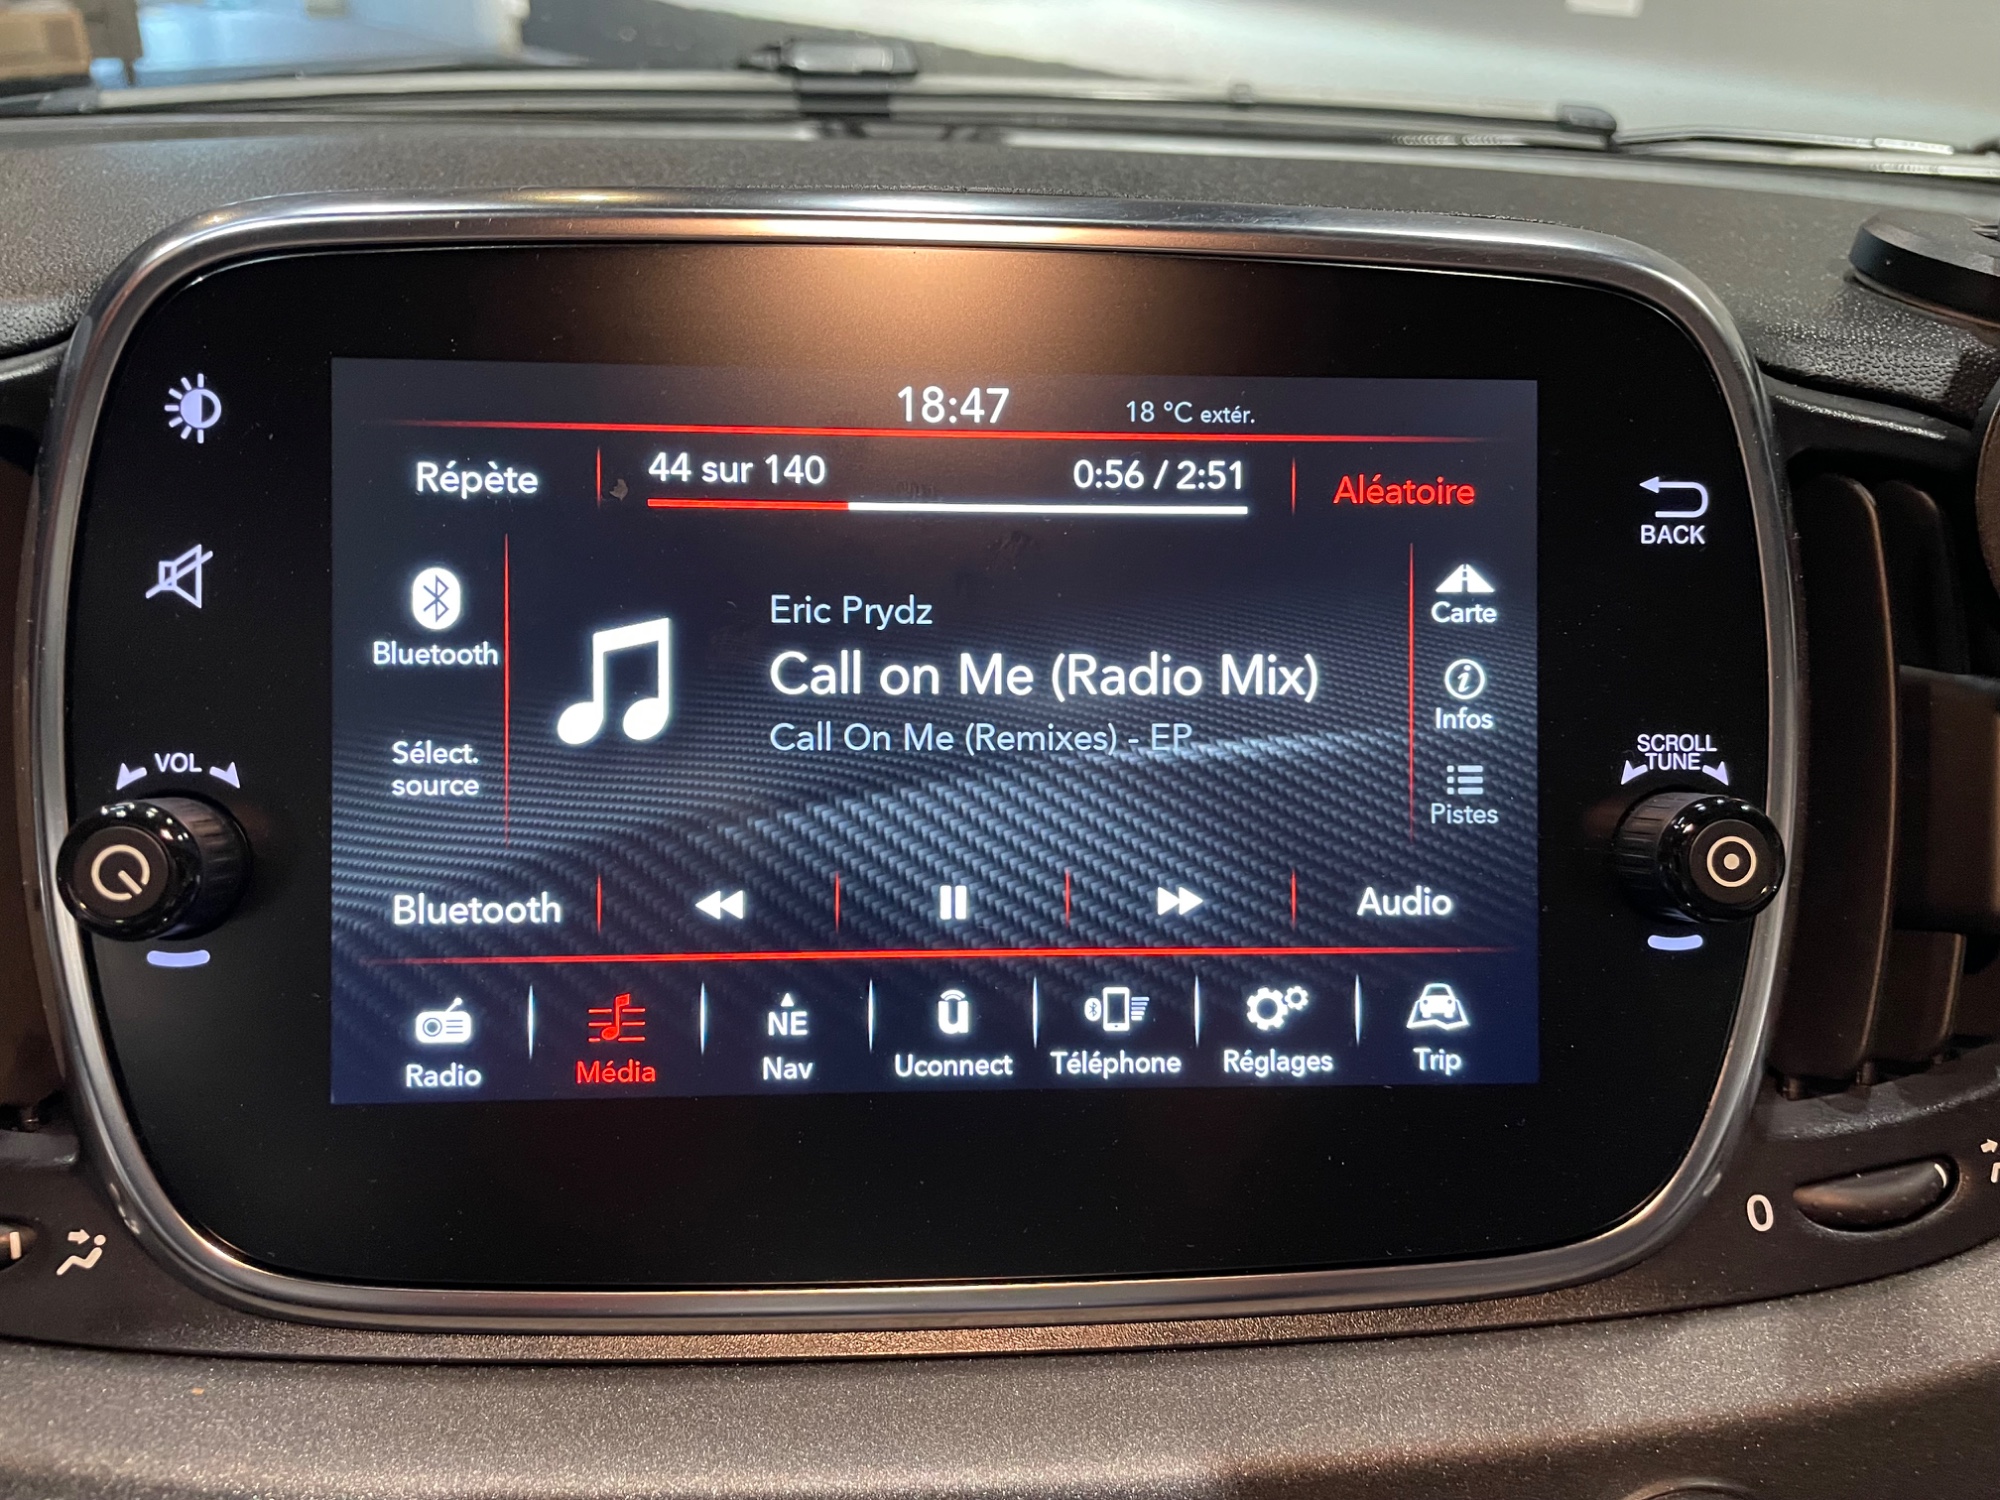 18:47
18 °C extér.
Répète
44 sur 140
0:56 / 2:51
Aléatoire
BACK
Bluetooth
Eric Prydz
Call on Me (Radio Mix)
Call On Me (Remixes) - EP
Carte
Infos
Sélect.
source
Pistes
VOL
SCROLL
TUNE
Bluetooth
Audio
Radio
Média
NE
Nav
u
Uconnect
Téléphone
Réglages
Trip
0